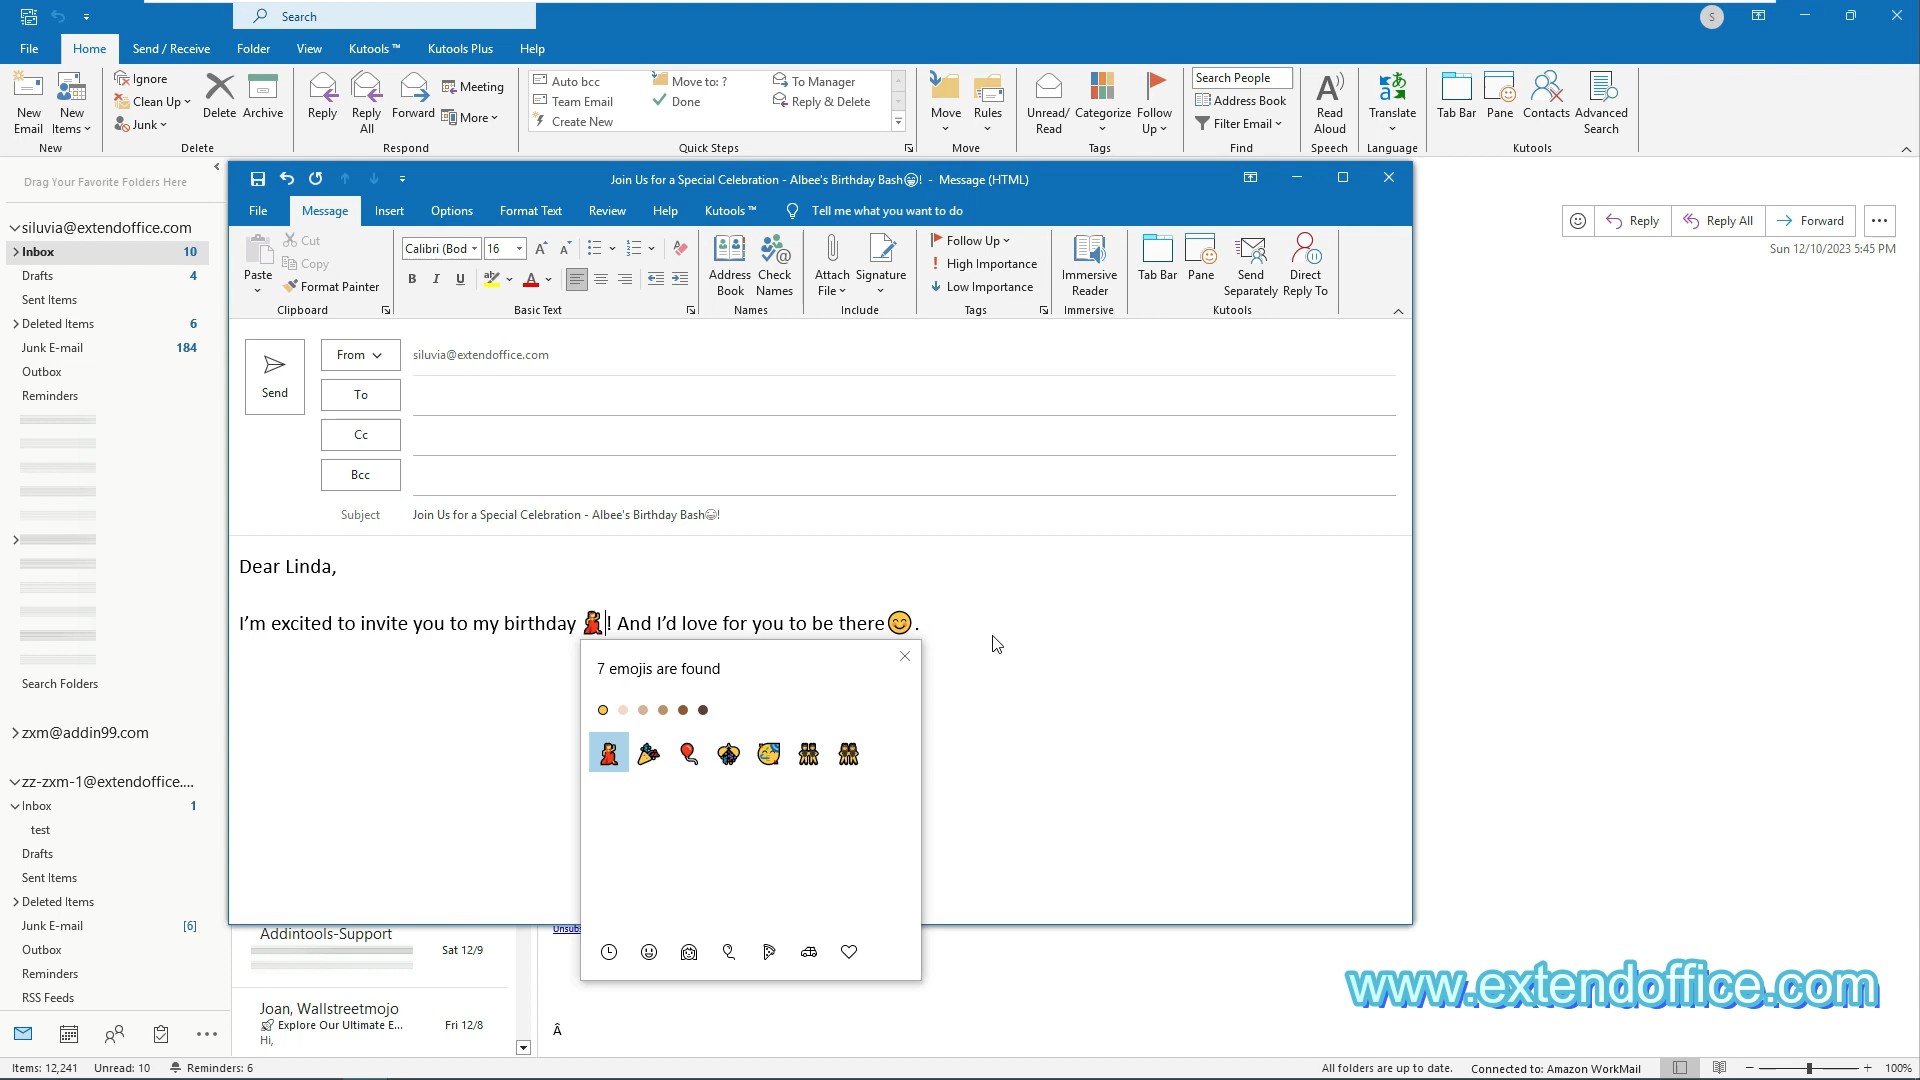 Search
S
File Home Send / Receive Folder View Kutools ™ Kutools Plus Help
New Email
New Items
New
Ignore
Clean Up
Junk
Delete
Archive
Delete
Reply
Reply All
Forward
Meeting
More
Respond
Auto bcc
Team Email
Create New
Move to: ?
Done
To Manager
Reply & Delete
Quick Steps
Move
Rules
Move
Unread/ Read
Categorize
Follow Up
Tags
Search People
Address Book
Filter Email
Find
Read Aloud
Speech
Translate
Language
Tab Bar
Pane
Contacts
Advanced Search
Kutools
Drag Your Favorite Folders Here
siluvia@extendoffice.com
Inbox 10
Drafts 4
Sent Items
Deleted Items 6
Junk E-mail 184
Outbox
Reminders
Search Folders
zxm@addin99.com
zz-zxm-1@extendoffice....
Inbox 1
test
Drafts
Sent Items
Deleted Items
Junk E-mail [6]
Outbox
Reminders
RSS Feeds
Join Us for a Special Celebration - Albee's Birthday Bash😀! - Message (HTML)
File Message Insert Options Format Text Review Help Kutools ™ Tell me what you want to do
Paste
Cut
Copy
Format Painter
Clipboard
Calibri (Bod 16
B I U
Basic Text
Address Book
Check Names
Names
Attach File
Signature
Include
Follow Up
High Importance
Low Importance
Tags
Immersive Reader
Immersive
Tab Bar
Pane
Send Separately
Direct Reply To
Kutools
Send
From siluvia@extendoffice.com
To
Cc
Bcc
Subject Join Us for a Special Celebration - Albee's Birthday Bash😀!
Dear Linda,
I'm excited to invite you to my birthday 💃! And I'd love for you to be there😊.
7 emojis are found
Reply Reply All Forward
Sun 12/10/2023 5:45 PM
Unsub
Addintools-Support
Sat 12/9
Joan, Wallstreetmojo
Explore Our Ultimate E... Fri 12/8
Hi,
Â
www.extendoffice.com
Items: 12,241 Unread: 10 Reminders: 6 All folders are up to date. Connected to: Amazon WorkMail 100%